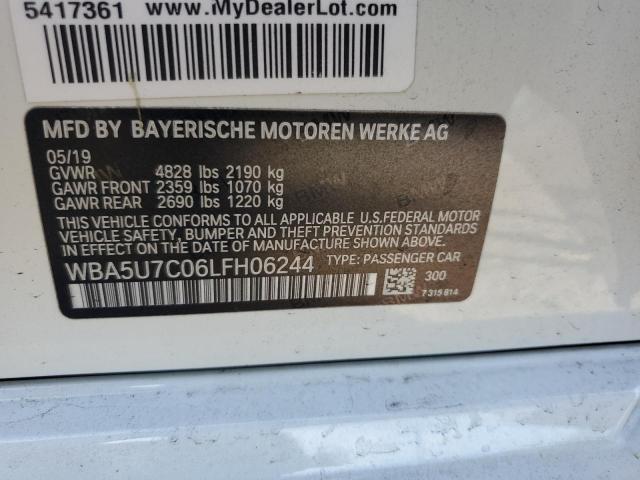 5417361 www.MyDealerLot.com
MFD BY BAYERISCHE MOTOREN WERKE AG
05/19
GVWR 4828 lbs 2190 kg
GAWR FRONT 2359 lbs 1070 kg
GAWR REAR 2690 lbs 1220 kg
THIS VEHICLE CONFORMS TO ALL APPLICABLE U.S.FEDERAL MOTOR
VEHICLE SAFETY, BUMPER AND THEFT PREVENTION STANDARDS
IN EFFECT ON THE DATE OF MANUFACTURE SHOWN ABOVE.
WBA5U7C06LFH06244 TYPE: PASSENGER CAR
300
7315814